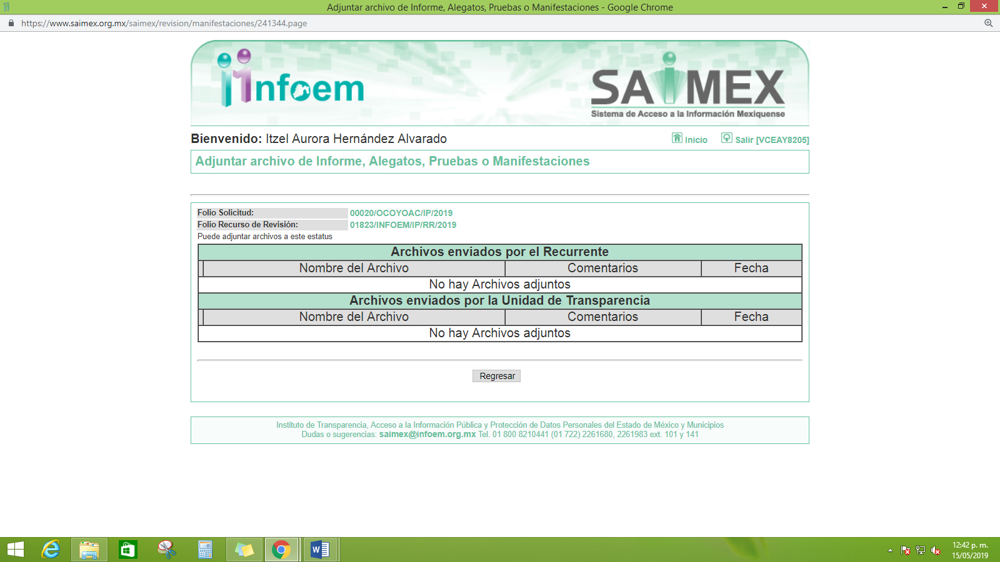 Adjuntar archivo de Informe, Alegatos, Pruebas o Manifestaciones - Google Chrome
https://www.saimex.org.mx/saimex/revision/manifestaciones/241344.page
infoem
SAIMEX
Sistema de Acceso a la Información Mexiquense
Bienvenido: Itzel Aurora Hernández Alvarado
Inicio Salir [VCEAY8205]
Adjuntar archivo de Informe, Alegatos, Pruebas o Manifestaciones
Folio Solicitud: 00020/OCOYOAC/IP/2019
Folio Recurso de Revisión: 01823/INFOEM/IP/RR/2019
Puede adjuntar archivos a este estatus
Archivos enviados por el Recurrente
Nombre del Archivo Comentarios Fecha
No hay Archivos adjuntos
Archivos enviados por la Unidad de Transparencia
Nombre del Archivo Comentarios Fecha
No hay Archivos adjuntos
Regresar
Instituto de Transparencia, Acceso a la Información Pública y Protección de Datos Personales del Estado de México y Municipios
Dudas o sugerencias: saimex@infoem.org.mx Tel. 01 800 8210441 (01 722) 2261680, 2261983 ext. 101 y 141
12:42 p. m.
15/05/2019